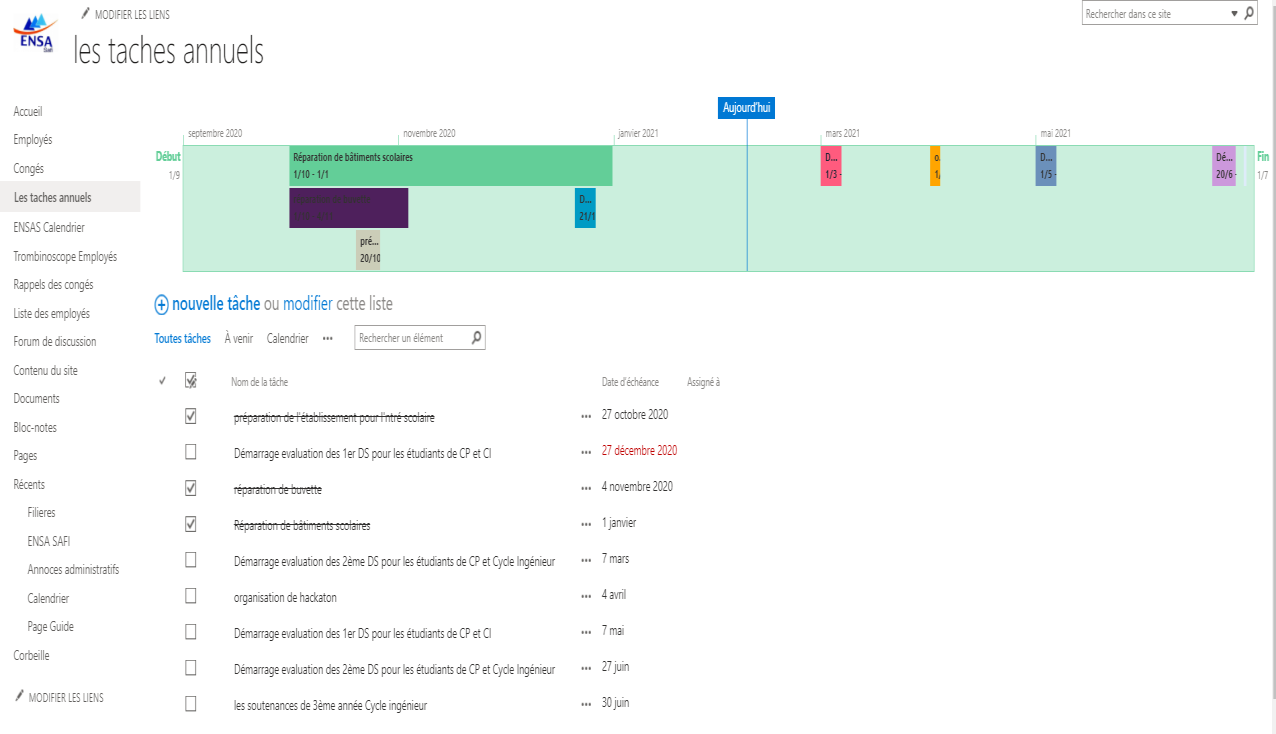 ENSA
SAFI
MODIFIER LES LIENS
Rechercher dans ce site
les taches annuels
Accueil
Employés
Congés
Les taches annuels
ENSAS Calendrier
Trombinoscope Employés
Rappels des congés
Liste des employés
Forum de discussion
Contenu du site
Documents
Bloc-notes
Pages
Récents
Filieres
ENSA SAFI
Annoces administratifs
Calendrier
Page Guide
Corbeille
MODIFIER LES LIENS
Aujourd'hui
septembre 2020 novembre 2020 janvier 2021 mars 2021 mai 2021
Début
1/9
Réparation de bâtiments scolaires
1/10 - 1/1
D...
21/1
pré...
20/10
D...
1/3 -
o
1/
D...
1/5 -
Dé...
20/6 -
Fin
1/7
nouvelle tâche ou modifier cette liste
Toutes tâches À venir Calendrier ••• Rechercher un élément
Nom de la tâche Date d'échéance Assigné à
préparation de l'établissement pour l'ntré scolaire ••• 27 octobre 2020
Démarrage evaluation des 1er DS pour les étudiants de CP et CI ••• 27 décembre 2020
réparation de buvette ••• 4 novembre 2020
Réparation de bâtiments scolaires ••• 1 janvier
Démarrage evaluation des 2ème DS pour les étudiants de CP et Cycle Ingénieur ••• 7 mars
organisation de hackaton ••• 4 avril
Démarrage evaluation des 1er DS pour les étudiants de CP et CI ••• 7 mai
Démarrage evaluation des 2ème DS pour les étudiants de CP et Cycle Ingénieur ••• 27 juin
les soutenances de 3ème année Cycle ingénieur ••• 30 juin